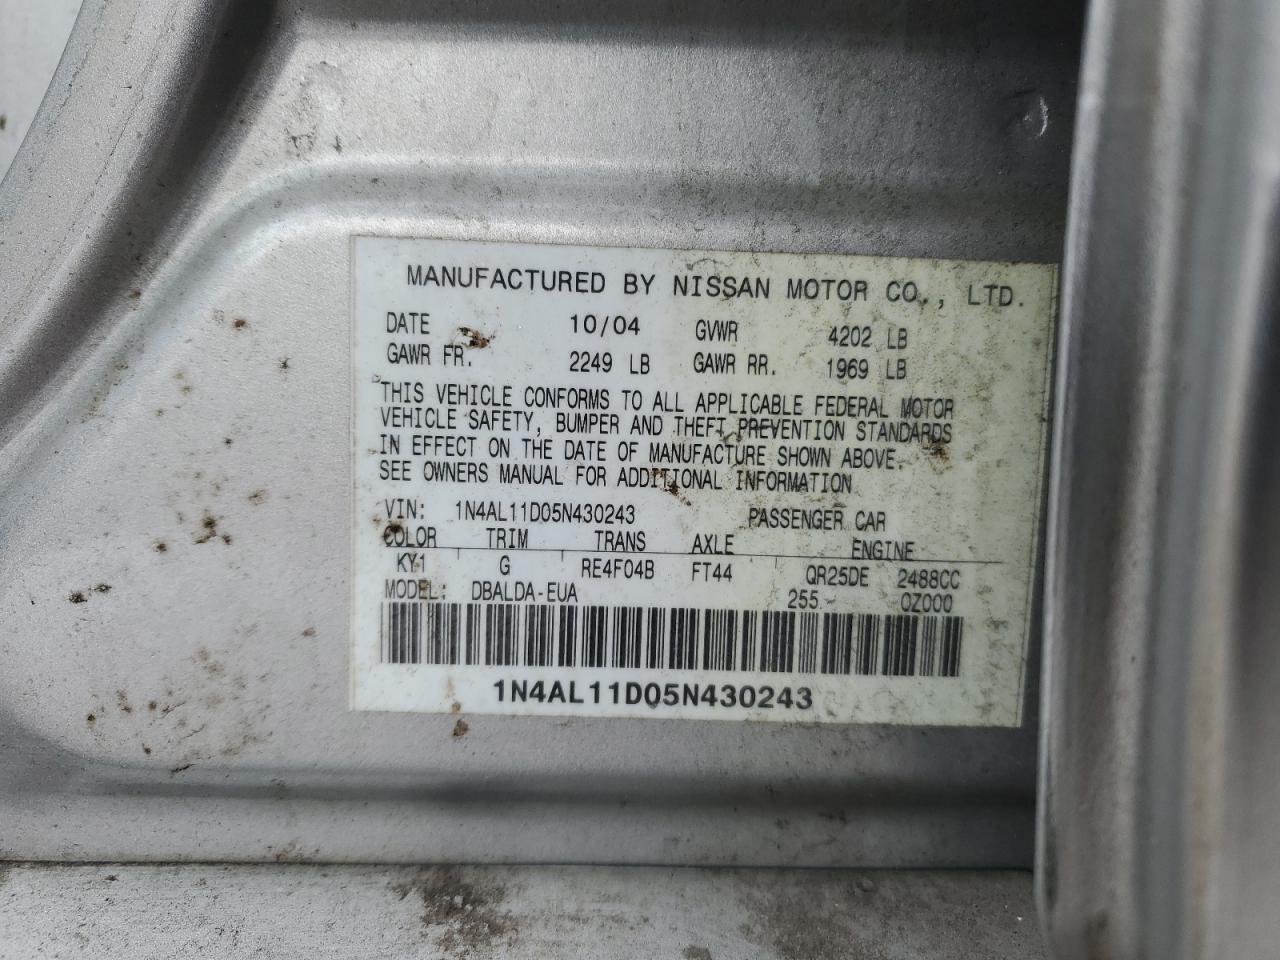 MANUFACTURED BY NISSAN MOTOR CO., LTD.
DATE 10/04 GVWR 4202 LB
GAWR FR. 2249 LB GAWR RR. 1969 LB
THIS VEHICLE CONFORMS TO ALL APPLICABLE FEDERAL MOTOR
VEHICLE SAFETY, BUMPER AND THEFT PREVENTION STANDARDS
IN EFFECT ON THE DATE OF MANUFACTURE SHOWN ABOVE.
SEE OWNERS MANUAL FOR ADDITIONAL INFORMATION
VIN: 1N4AL11D05N430243 PASSENGER CAR
COLOR TRIM TRANS AXLE ENGINE
KY1 G RE4F04B FT44 QR25DE 2488CC
MODEL: DBALDA-EUA 255- 0Z000
1N4AL11D05N430243